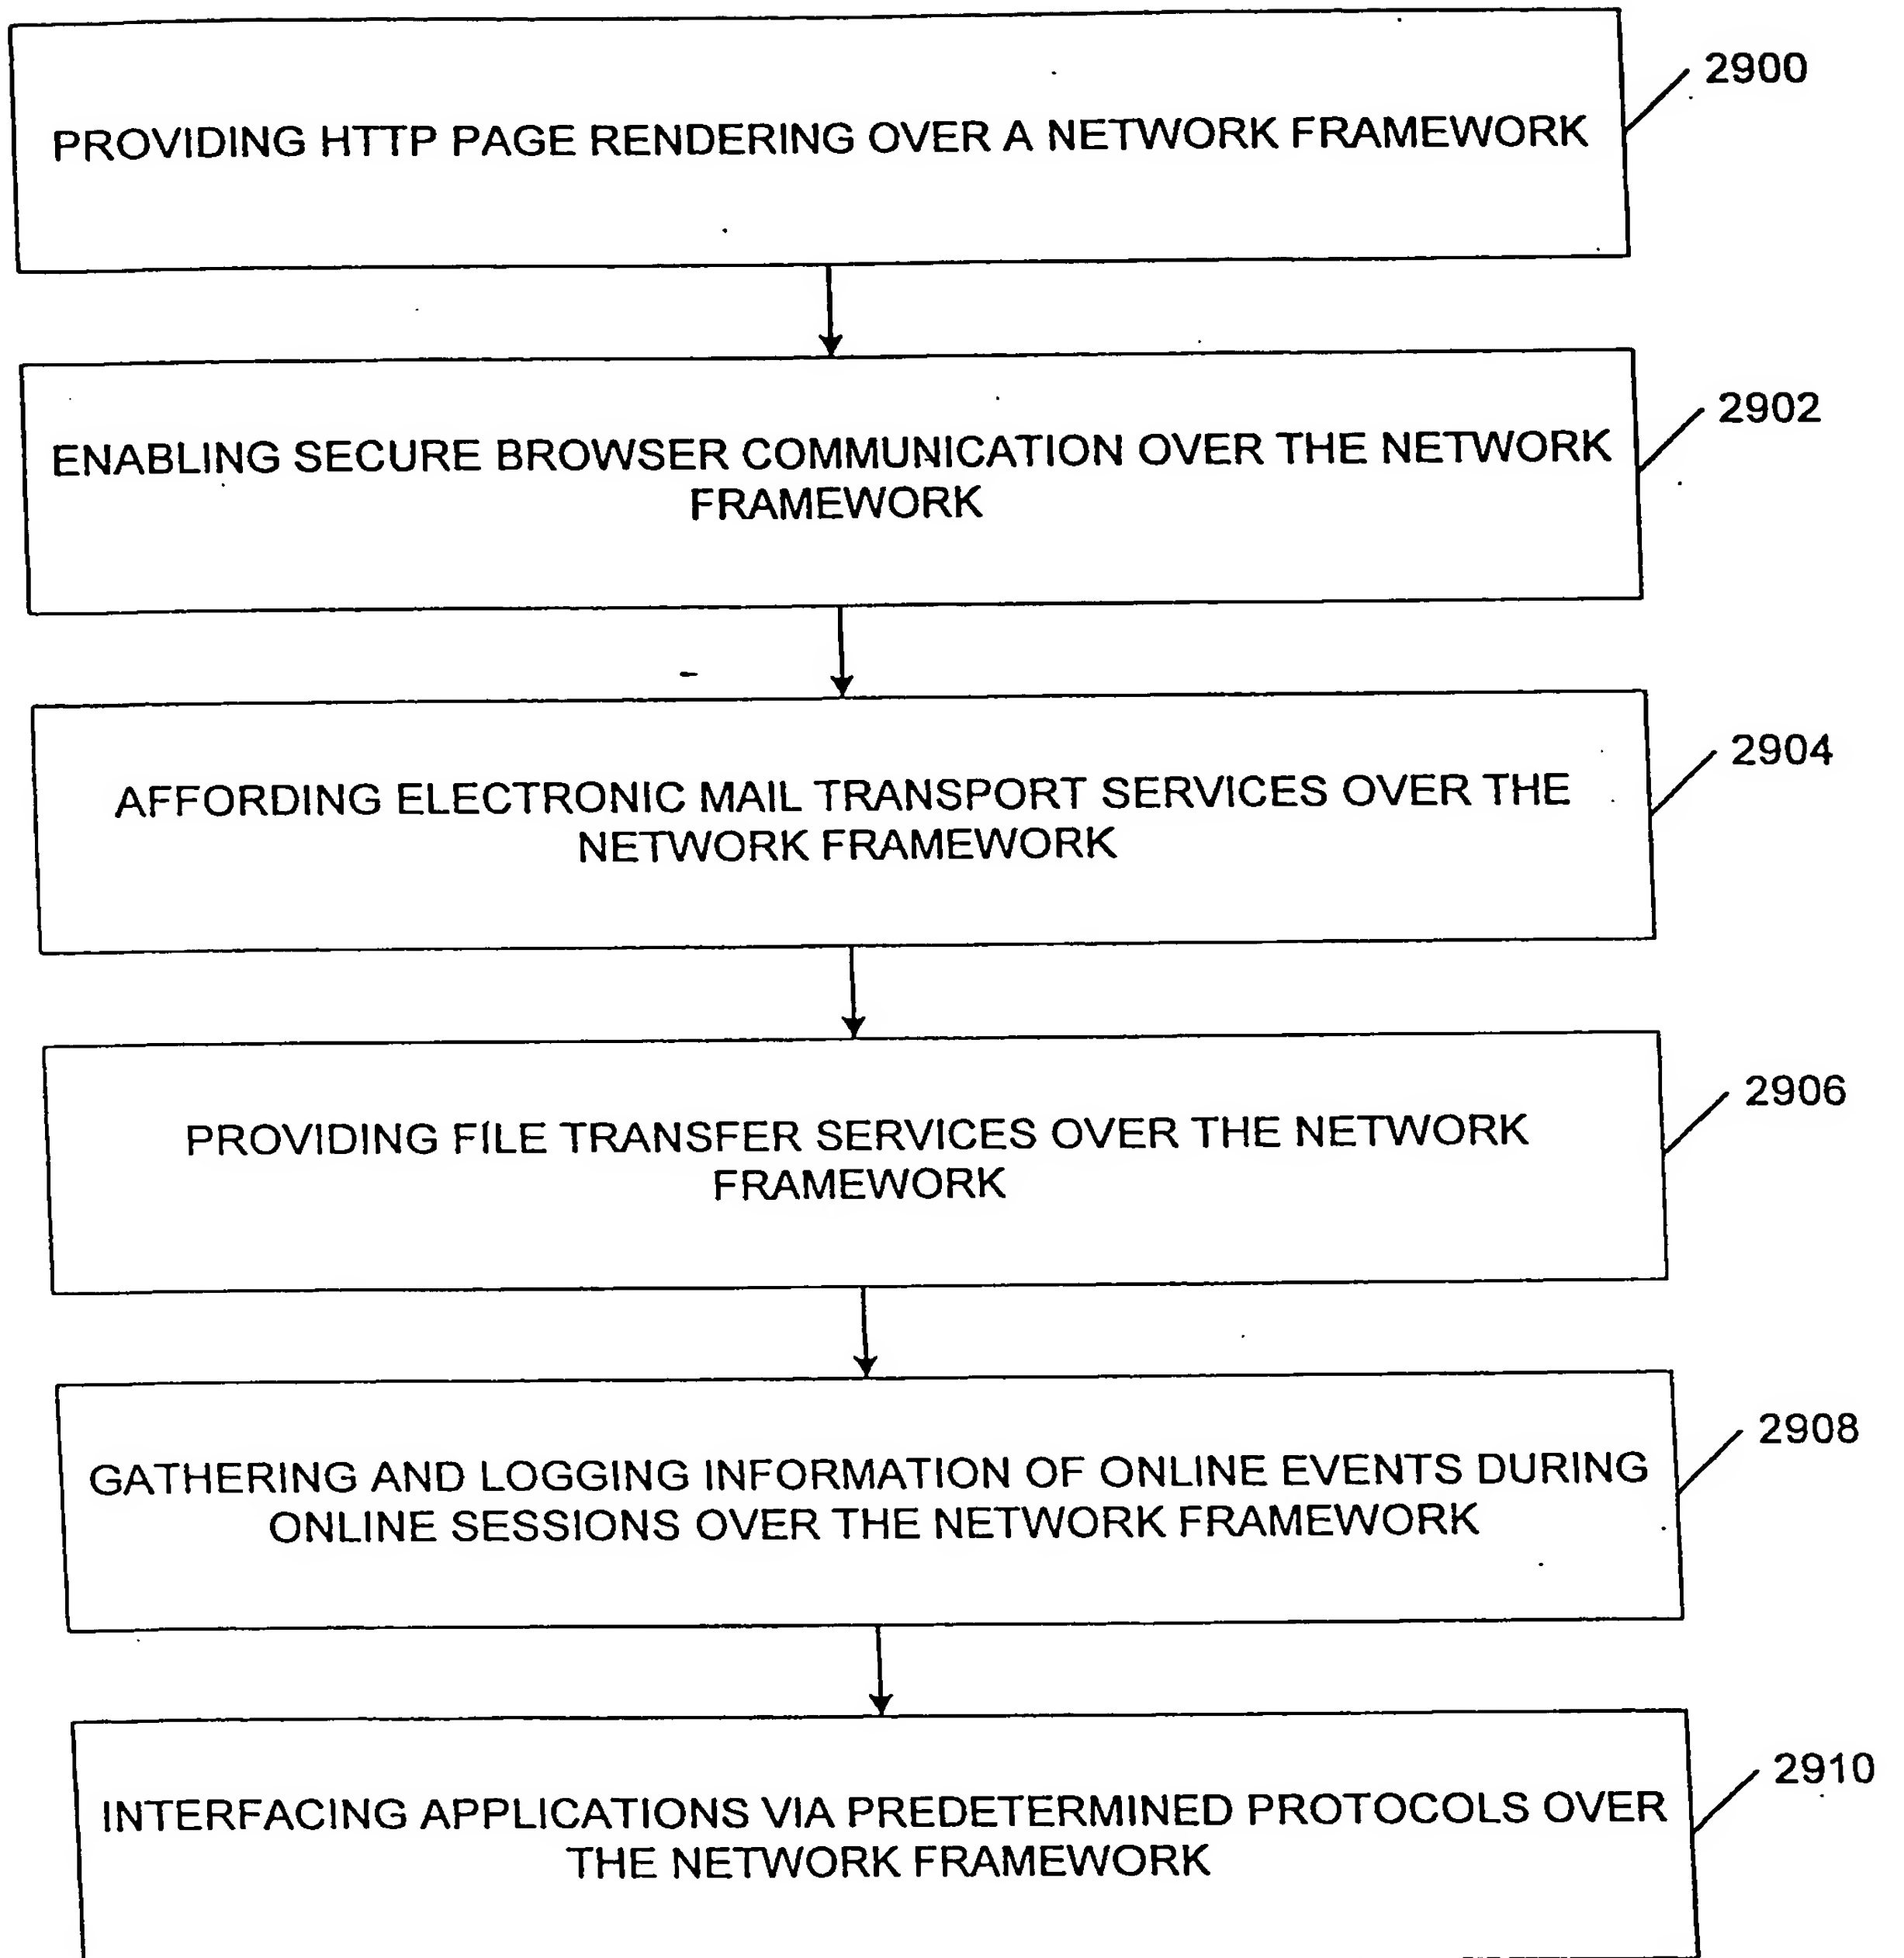 2900
PROVIDING HTTP PAGE RENDERING OVER A NETWORK FRAMEWORK
2902
ENABLING SECURE BROWSER COMMUNICATION OVER THE NETWORK
FRAMEWORK
2904
AFFORDING ELECTRONIC MAIL TRANSPORT SERVICES OVER THE
NETWORK FRAMEWORK
2906
PROVIDING FILE TRANSFER SERVICES OVER THE NETWORK
FRAMEWORK
2908
GATHERING AND LOGGING INFORMATION OF ONLINE EVENTS DURING
ONLINE SESSIONS OVER THE NETWORK FRAMEWORK
2910
INTERFACING APPLICATIONS VIA PREDETERMINED PROTOCOLS OVER
THE NETWORK FRAMEWORK